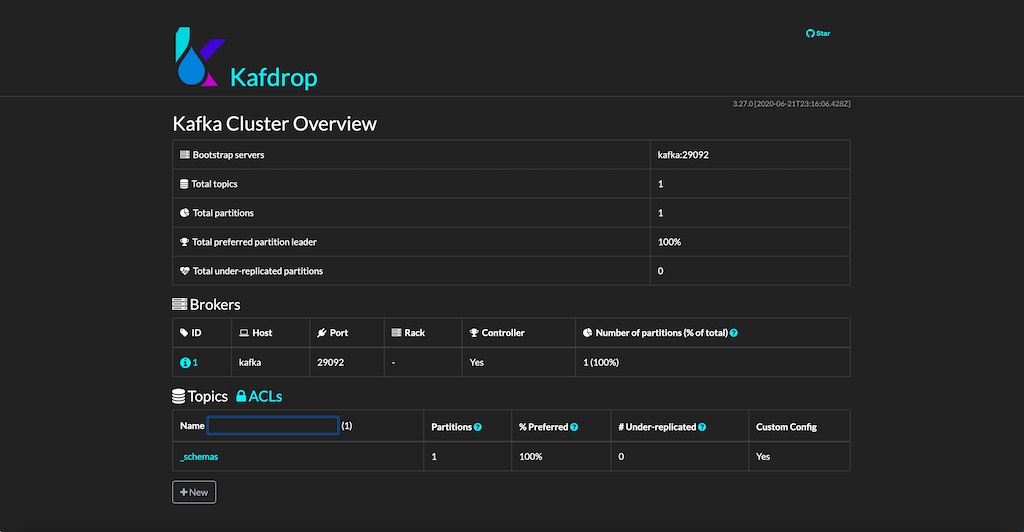 Star
Kafdrop
3.27.0 [2020-06-21T23:16:06.428Z]
Kafka Cluster Overview
Bootstrap servers kafka:29092
Total topics 1
Total partitions 1
Total preferred partition leader 100%
Total under-replicated partitions 0
Brokers
ID Host Port Rack Controller Number of partitions (% of total)
1 kafka 29092 - Yes 1 (100%)
Topics ACLs
Name (1) Partitions % Preferred # Under-replicated Custom Config
_schemas 1 100% 0 Yes
+ New